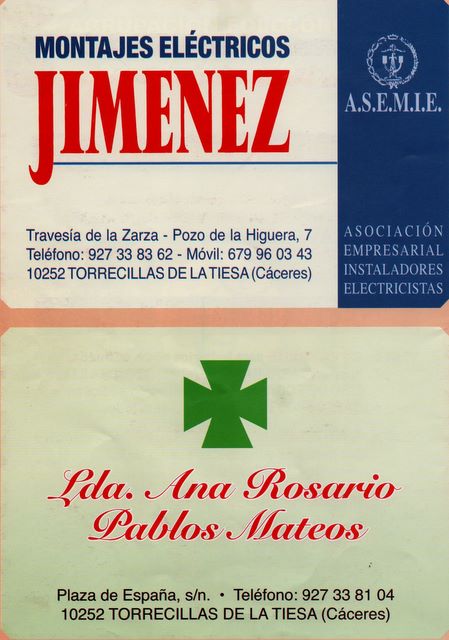 MONTAJES ELÉCTRICOS
JIMENEZ
A.S.E.M.I.E.
Travesía de la Zarza - Pozo de la Higuera, 7
Teléfono: 927 33 83 62 - Móvil: 679 96 03 43
10252 TORRECILLAS DE LA TIESA (Cáceres)
ASOCIACIÓN
EMPRESARIAL
INSTALADORES
ELECTRICISTAS
Lda. Ana Rosario
Pablos Mateos
Plaza de España, s/n. • Teléfono: 927 33 81 04
10252 TORRECILLAS DE LA TIESA (Cáceres)